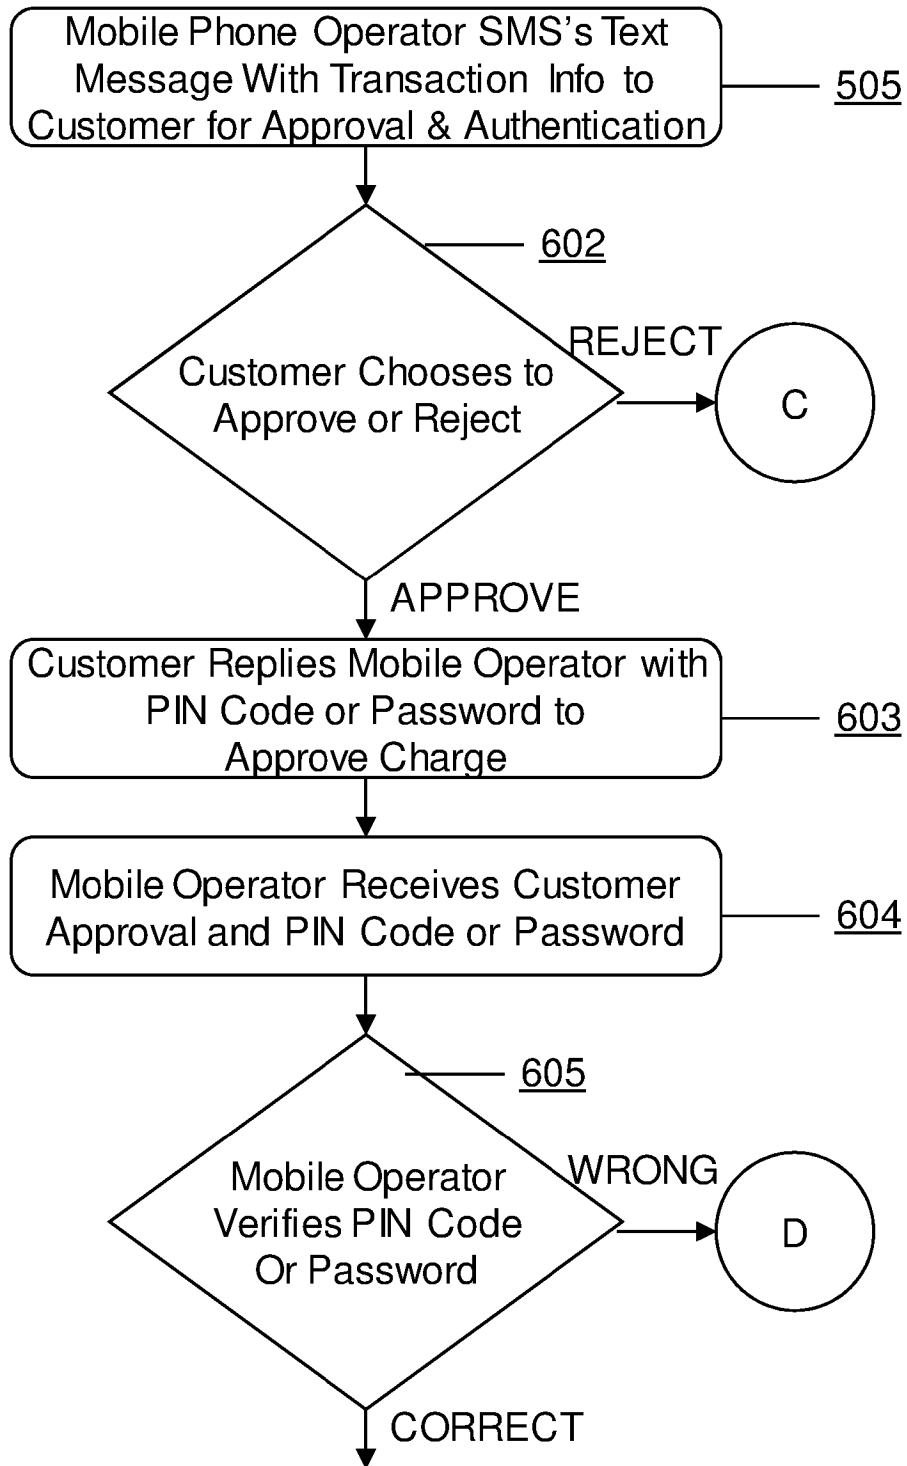 Mobile Phone Operator SMS's Text
Message With Transaction Info to
Customer for Approval & Authentication
505
602
REJECT
Customer Chooses to
Approve or Reject
C
APPROVE
Customer Replies Mobile Operator with
PIN Code or Password to
Approve Charge
603
Mobile Operator Receives Customer
Approval and PIN Code or Password
604
605
WRONG
Mobile Operator
Verifies PIN Code
Or Password
D
CORRECT